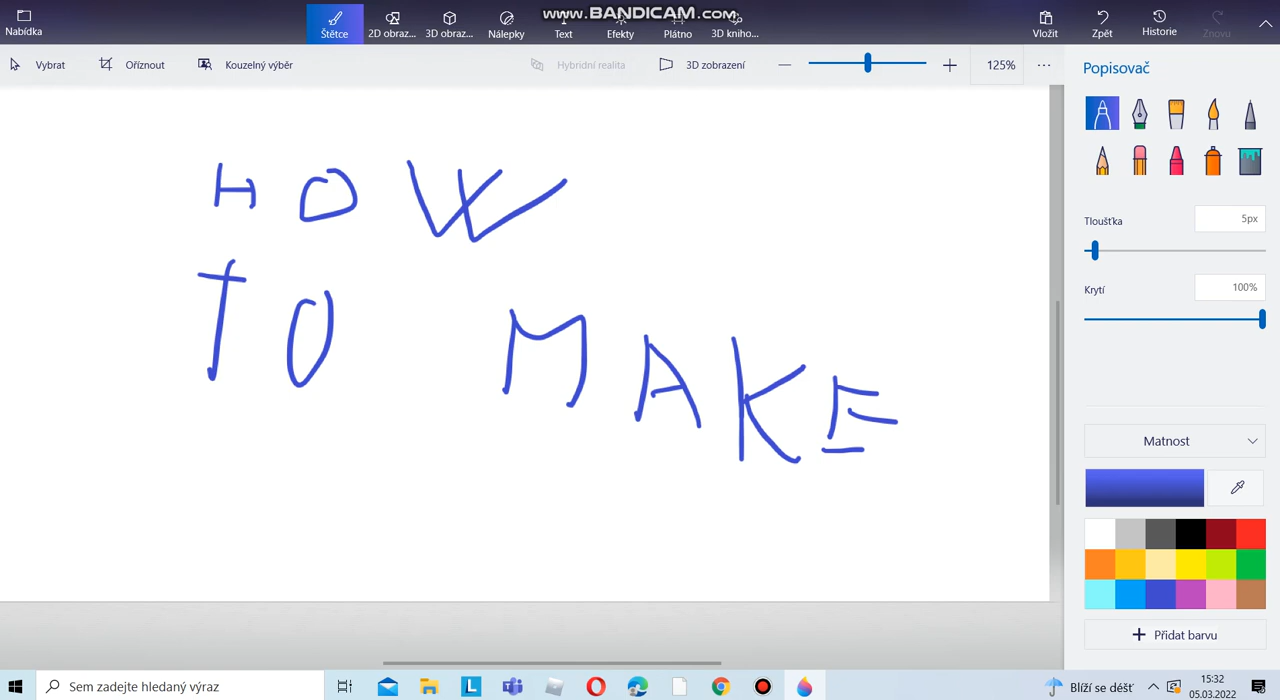 www.BANDICAM.com
Nabídka
Štětce
2D obraz...
3D obraz...
Nálepky
Text
Efekty
Plátno
3D kniho...
Vložit
Zpět
Historie
Znovu
Vybrat
Oříznout
Kouzelný výběr
Hybridní realita
3D zobrazení
125%
...
Popisovač
Tloušťka
5px
Krytí
100%
Matnost
Přidat barvu
HOW
TO MAKE
Sem zadejte hledaný výraz
L
Blíží se déšť
15:32
05.03.2022